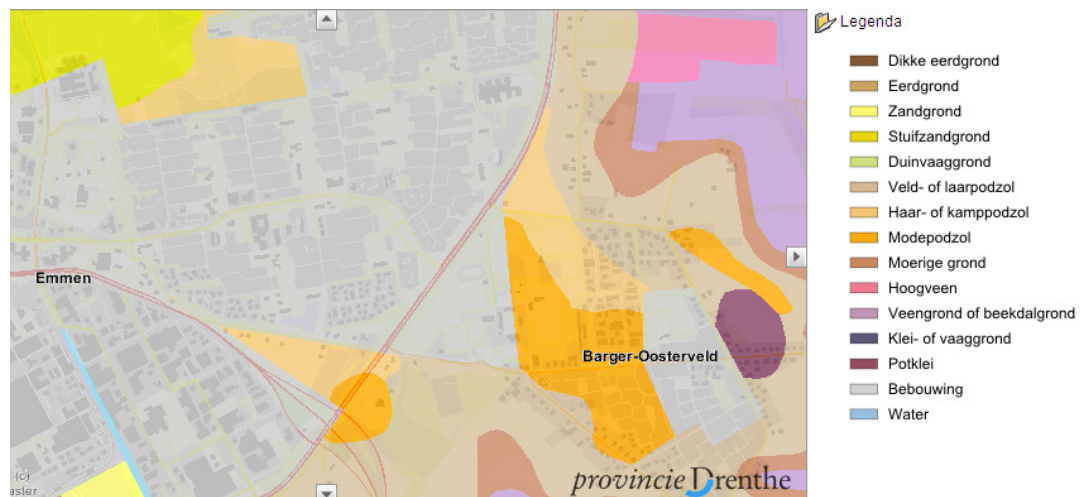 Legenda
Dikke eerdgrond
Eerdgrond
Zandgrond
Stuifzandgrond
Duinvaaggrond
Veld- of laarpodzol
Haar- of kamppodzol
Modepodzol
Moerige grond
Hoogveen
Veengrond of beekdalgrond
Klei- of vaaggrond
Potklei
Bebouwing
Water
Emmen
Barger-Oosterveld
(c)
aster
provincie Drenthe